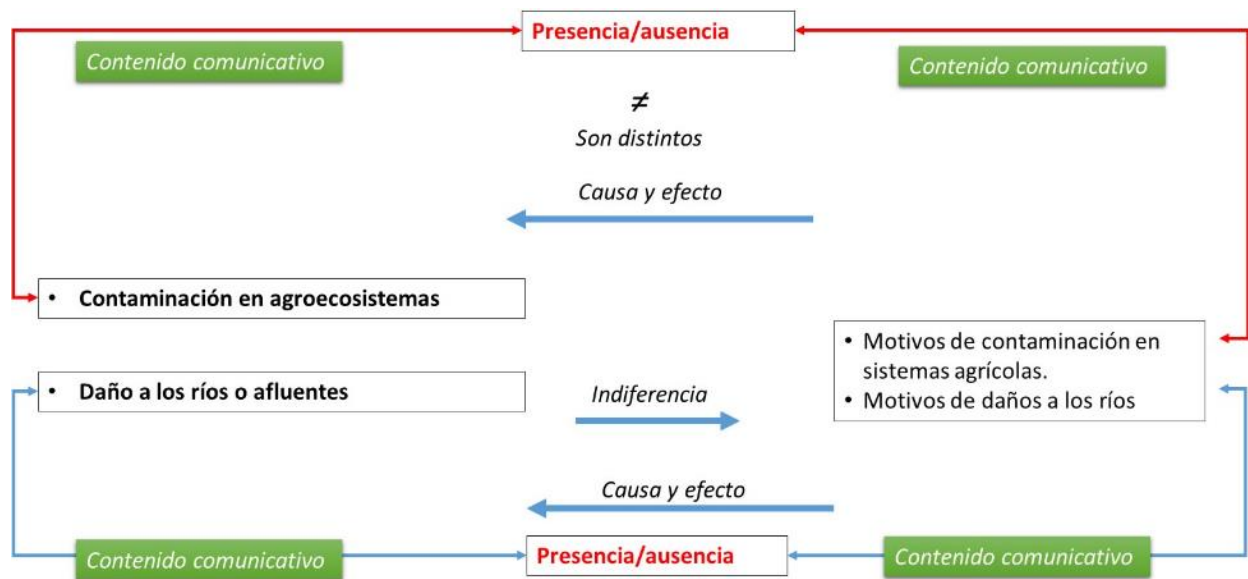 Presencia/ausencia
Contenido comunicativo
Contenido comunicativo
≠
Son distintos
Causa y efecto
• Contaminación en agroecosistemas
• Motivos de contaminación en
sistemas agrícolas.
• Motivos de daños a los ríos
• Daño a los ríos o afluentes
Indiferencia
Causa y efecto
Contenido comunicativo
Presencia/ausencia
Contenido comunicativo